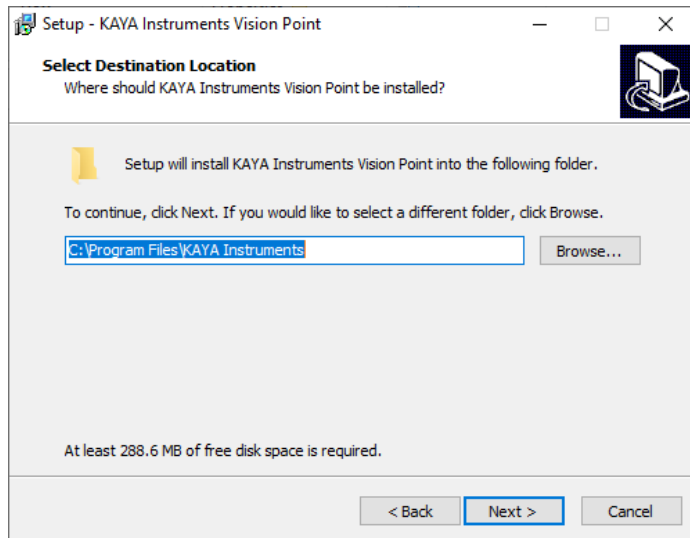 Setup - KAYA Instruments Vision Point
Select Destination Location
Where should KAYA Instruments Vision Point be installed?
Setup will install KAYA Instruments Vision Point into the following folder.
To continue, click Next. If you would like to select a different folder, click Browse.
C:\Program Files\KAYA Instruments
Browse...
At least 288.6 MB of free disk space is required.
< Back
Next >
Cancel